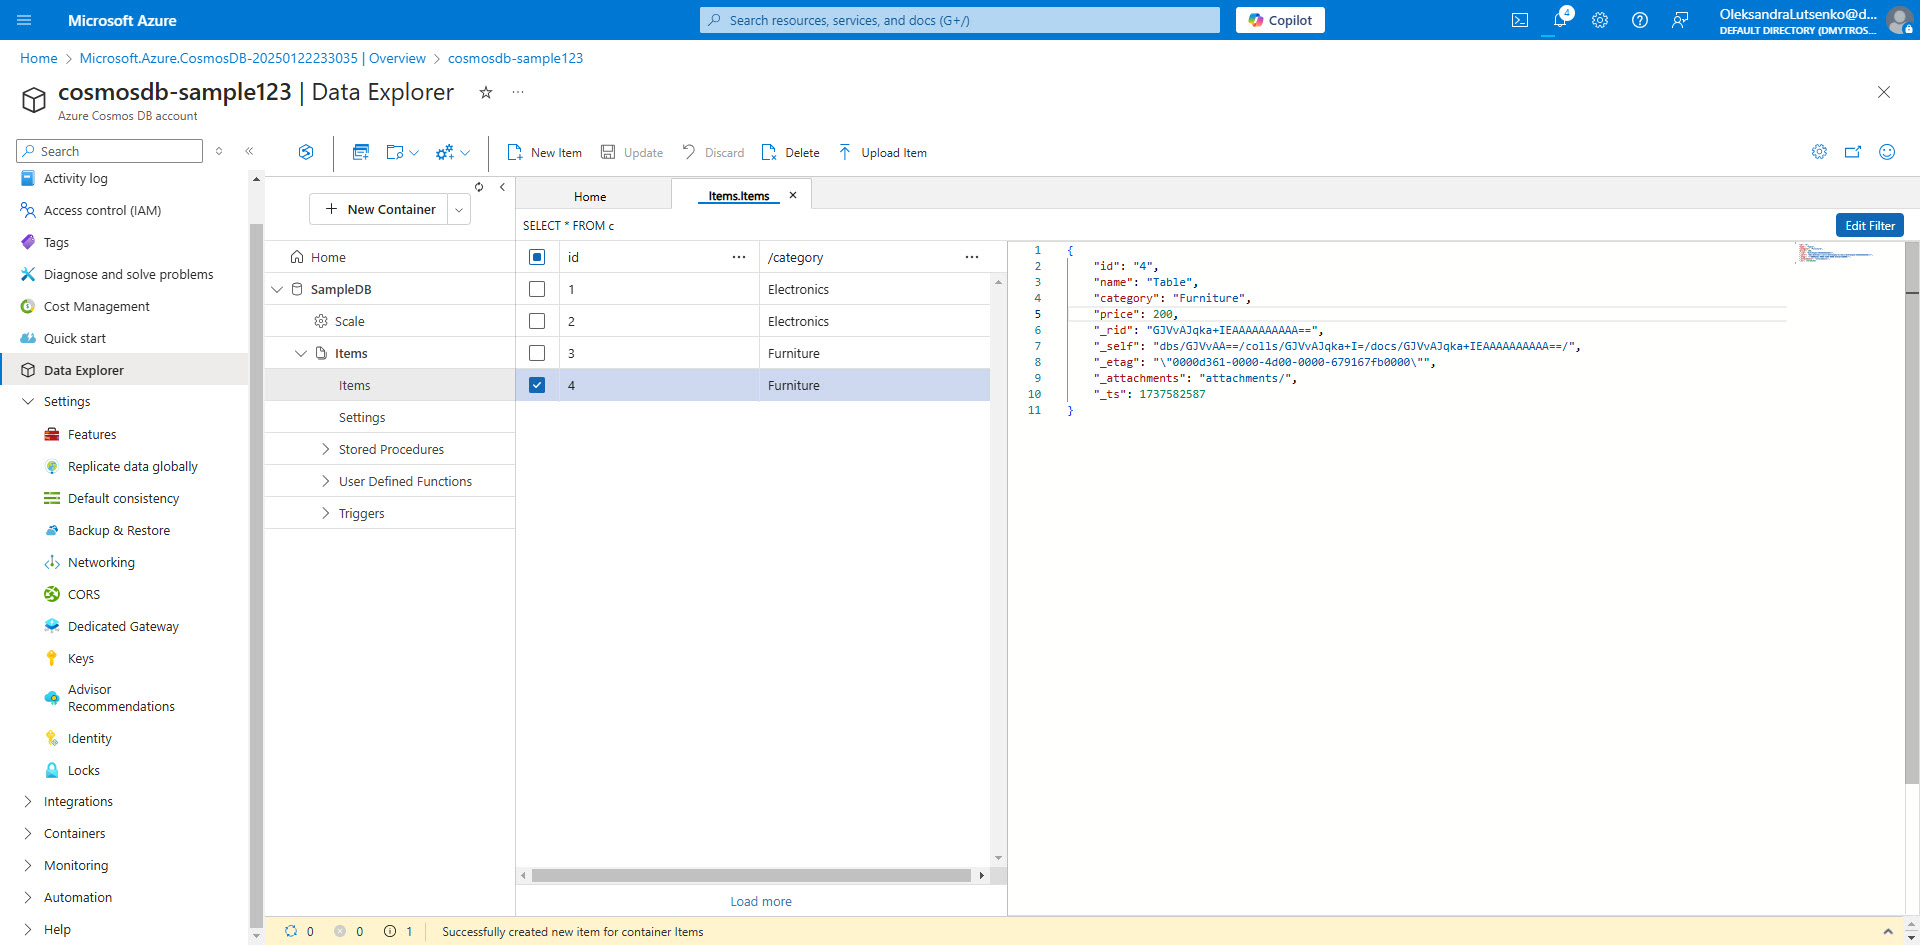 Microsoft Azure
Search resources, services, and docs (G+/)
Copilot
4
OleksandraLutsenko@d...
DEFAULT DIRECTORY (DMYTROS...
Home > Microsoft.Azure.CosmosDB-20250122233035 | Overview > cosmosdb-sample123
cosmosdb-sample123 | Data Explorer
Azure Cosmos DB account
Search
Activity log
Access control (IAM)
Tags
Diagnose and solve problems
Cost Management
Quick start
Data Explorer
Settings
Features
Replicate data globally
Default consistency
Backup & Restore
Networking
CORS
Dedicated Gateway
Keys
Advisor
Recommendations
Identity
Locks
Integrations
Containers
Monitoring
Automation
Help
New Item
Update
Discard
Delete
Upload Item
New Container
Home
SampleDB
Scale
Items
Items
Settings
Stored Procedures
User Defined Functions
Triggers
Home
Items.Items
SELECT * FROM c
Edit Filter
id /category
1 Electronics
2 Electronics
3 Furniture
4 Furniture
Load more
1 {
2 "id": "4",
3 "name": "Table",
4 "category": "Furniture",
5 "price": 200,
6 "_rid": "GJVvAJqka+IEAAAAAAAAAA==",
7 "_self": "dbs/GJVvAA==/colls/GJVvAJqka+I=/docs/GJVvAJqka+IEAAAAAAAAAA==/",
8 "_etag": "\"0000d361-0000-4d00-0000-679167fb0000\"",
9 "_attachments": "attachments/",
10 "_ts": 1737582587
11 }
0 0 1 Successfully created new item for container Items